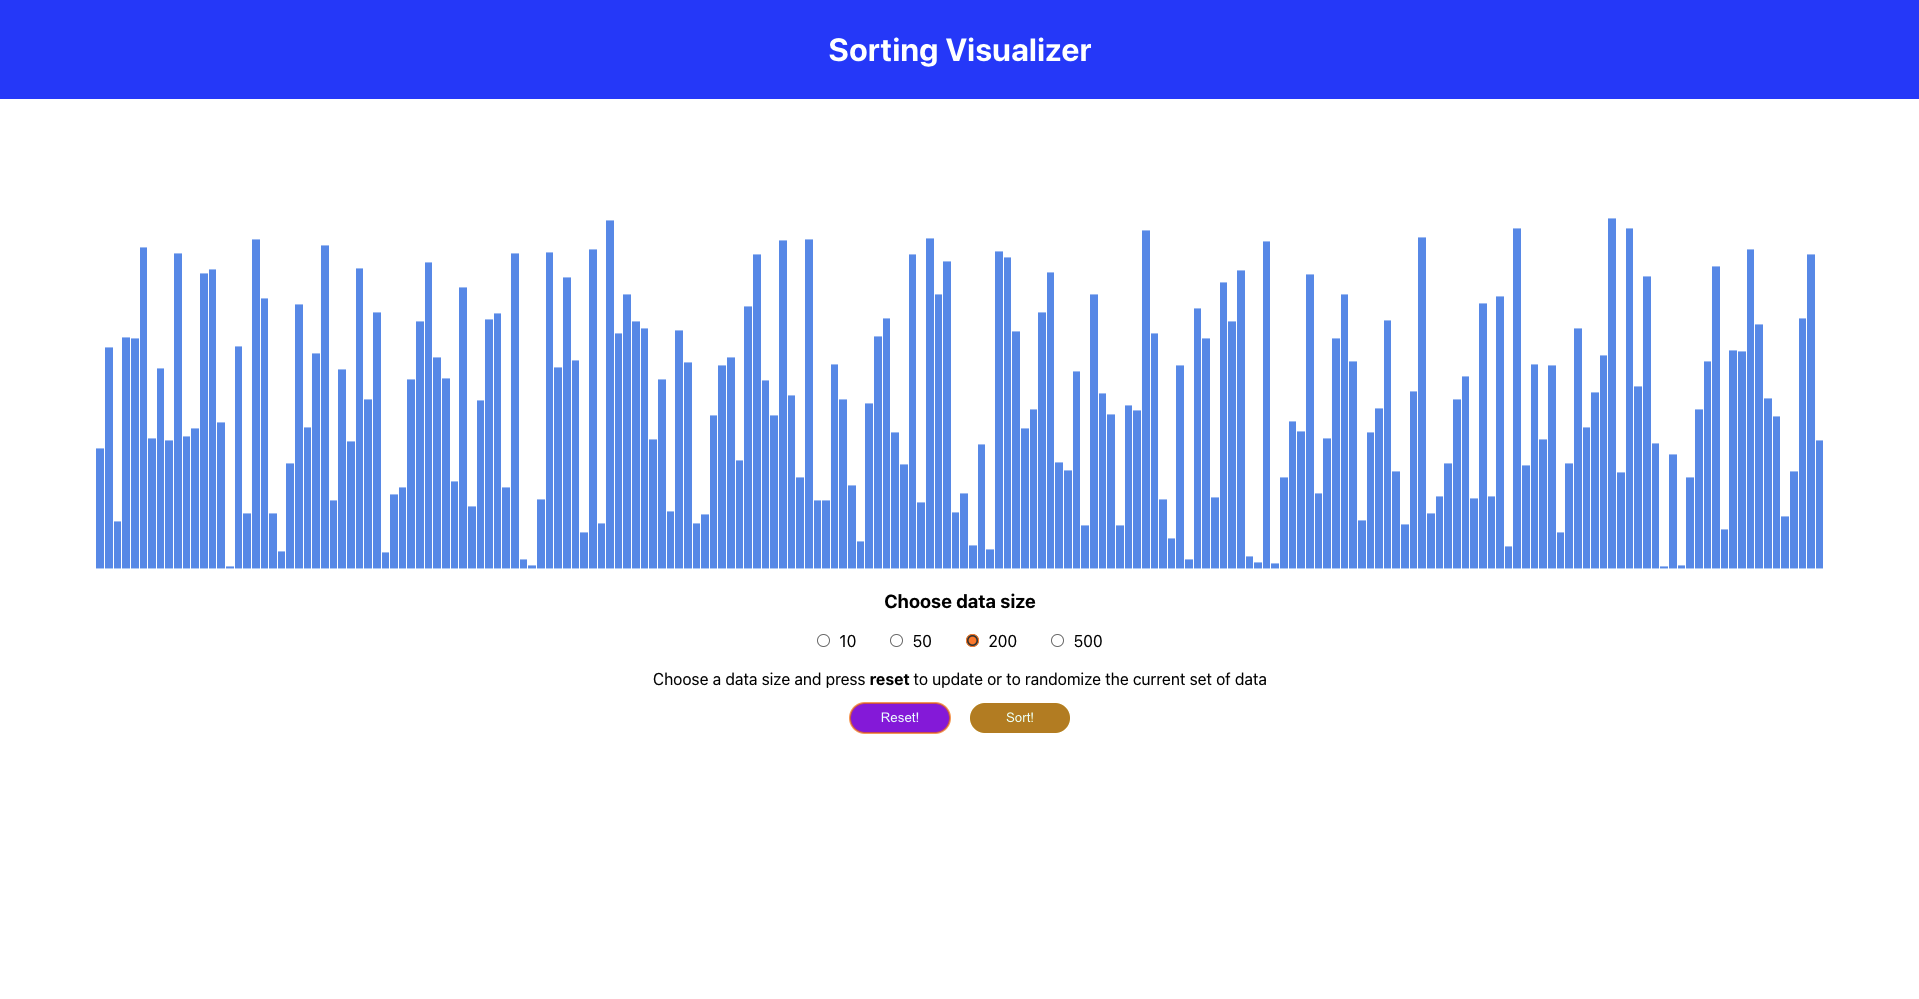 Sorting Visualizer
Choose data size
10 50 200 500
Choose a data size and press reset to update or to randomize the current set of data
Reset! Sort!